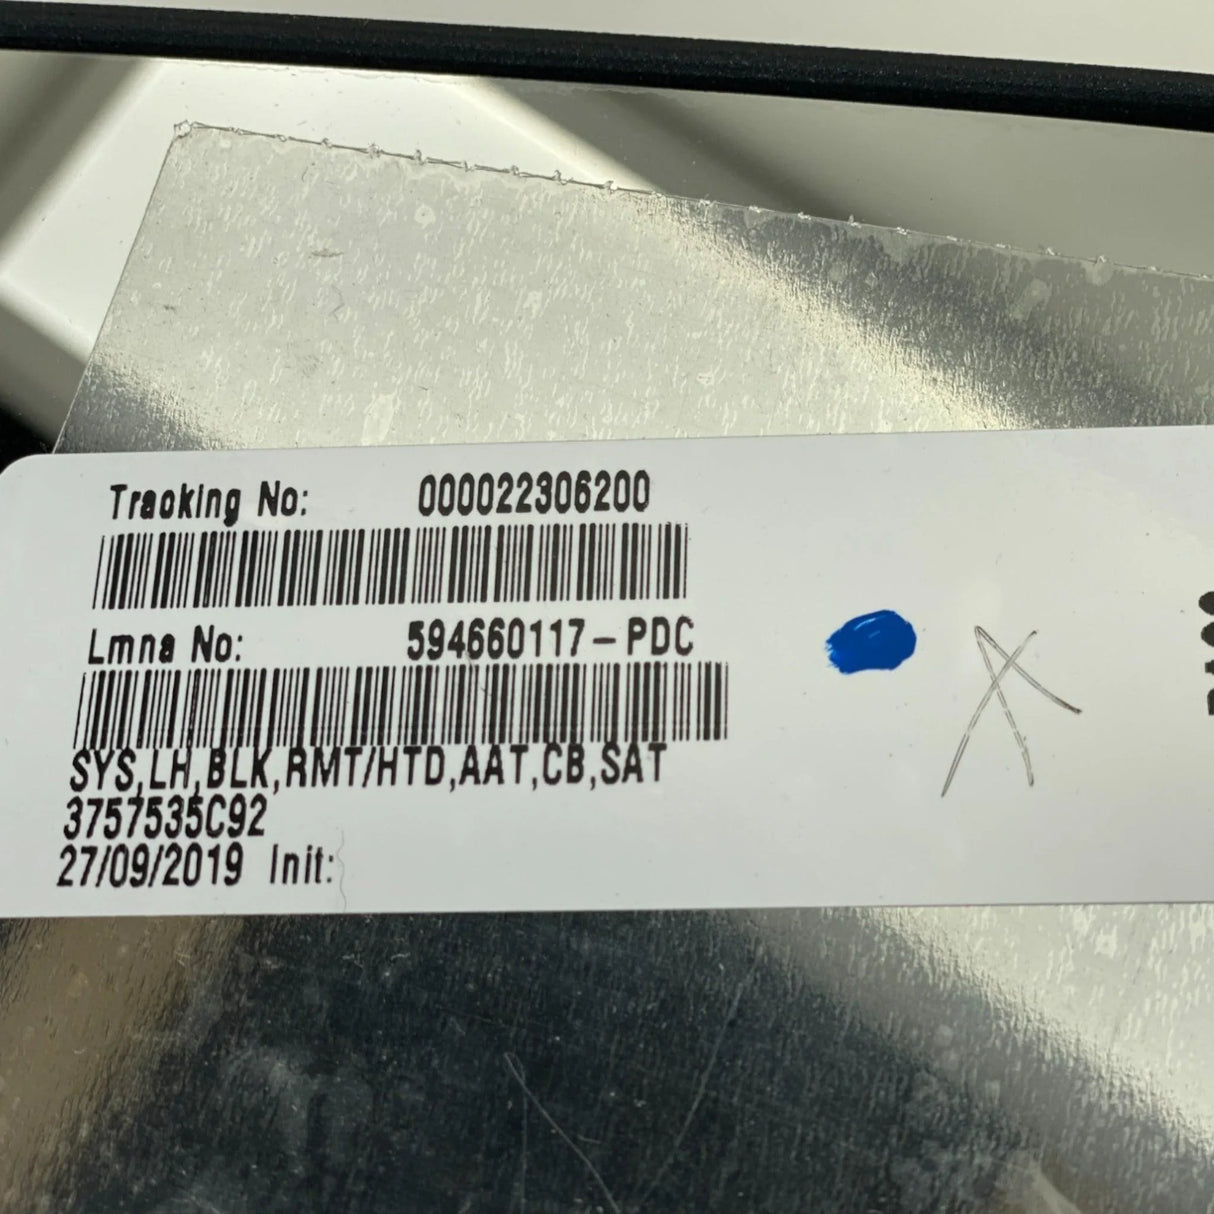 Tracking No: 000022306200
Lmna No: 594660117-PDC
SYS,LH,BLK,RMT/HTD,AAT,CB,SAT
3757535C92
27/09/2019 Init: